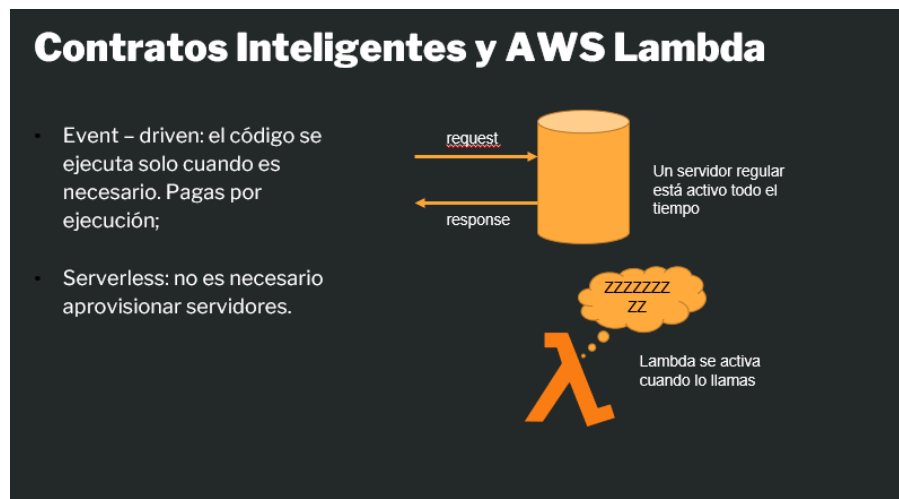 Contratos Inteligentes y AWS Lambda
• Event – driven: el código se
ejecuta solo cuando es
necesario. Pagas por
ejecución;
• Serverless: no es necesario
aprovisionar servidores.
request
response
Un servidor regular
está activo todo el
tiempo
ZZZZZZZ
ZZ
Lambda se activa
cuando lo llamas